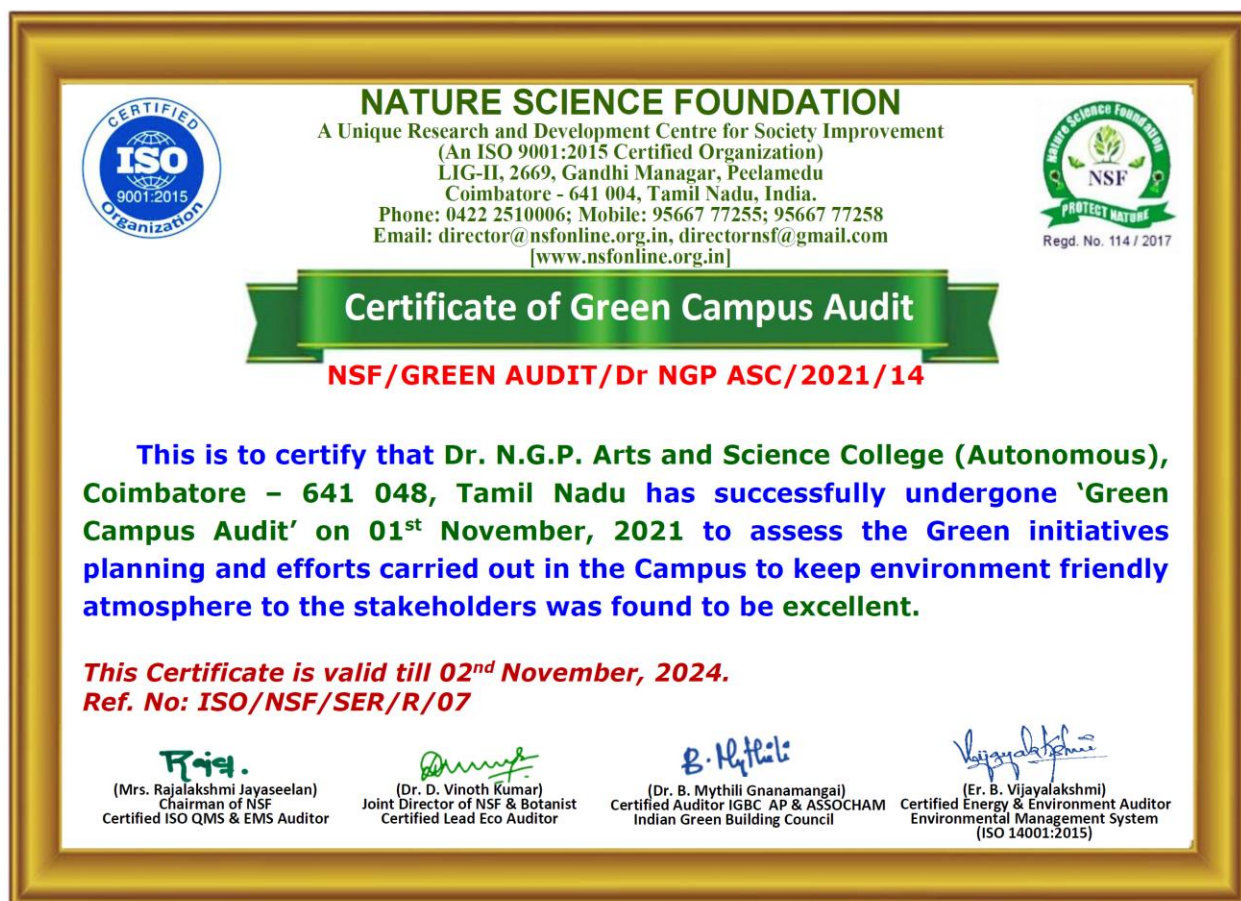 CERTIFIED
ISO
9001:2015
Organization
NATURE SCIENCE FOUNDATION
A Unique Research and Development Centre for Society Improvement
(An ISO 9001:2015 Certified Organization)
LIG-II, 2669, Gandhi Managar, Peelamedu
Coimbatore - 641 004, Tamil Nadu, India.
Phone: 0422 2510006; Mobile: 95667 77255; 95667 77258
Email: director@nsfonline.org.in, directornsf@gmail.com
[www.nsfonline.org.in]
Nature Science Foundation
NSF
PROTECT NATURE
Regd. No. 114 / 2017
Certificate of Green Campus Audit
NSF/GREEN AUDIT/Dr NGP ASC/2021/14
This is to certify that Dr. N.G.P. Arts and Science College (Autonomous),
Coimbatore – 641 048, Tamil Nadu has successfully undergone ‘Green
Campus Audit’ on 01st November, 2021 to assess the Green initiatives
planning and efforts carried out in the Campus to keep environment friendly
atmosphere to the stakeholders was found to be excellent.
This Certificate is valid till 02nd November, 2024.
Ref. No: ISO/NSF/SER/R/07
B. Mythili
Vijayalakshmi
(Mrs. Rajalakshmi Jayaseelan)
Chairman of NSF
Certified ISO QMS & EMS Auditor
(Dr. D. Vinoth Kumar)
Joint Director of NSF & Botanist
Certified Lead Eco Auditor
(Dr. B. Mythili Gnanamangai)
Certified Auditor IGBC AP & ASSOCHAM
Indian Green Building Council
(Er. B. Vijayalakshmi)
Certified Energy & Environment Auditor
Environmental Management System
(ISO 14001:2015)